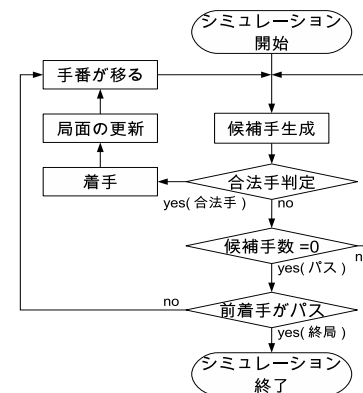 シミュレーション
開始
手番が移る
局面の更新
候補手生成
着手
合法手判定
yes(合法手)
no
候補手数=0
n
yes(パス)
no
前着手がパス
yes(終局)
シミュレーション
終了